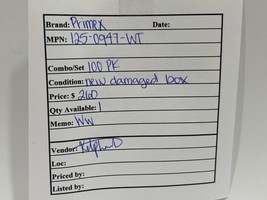 Brand: Primex Date:
MPN: 125-0947-WT
Combo/Set 100 PK
Condition: new damaged box
Price: $ 260
Qty Available: 1
Memo: WW
Vendor:
Loc:
Priced by:
Listed by: